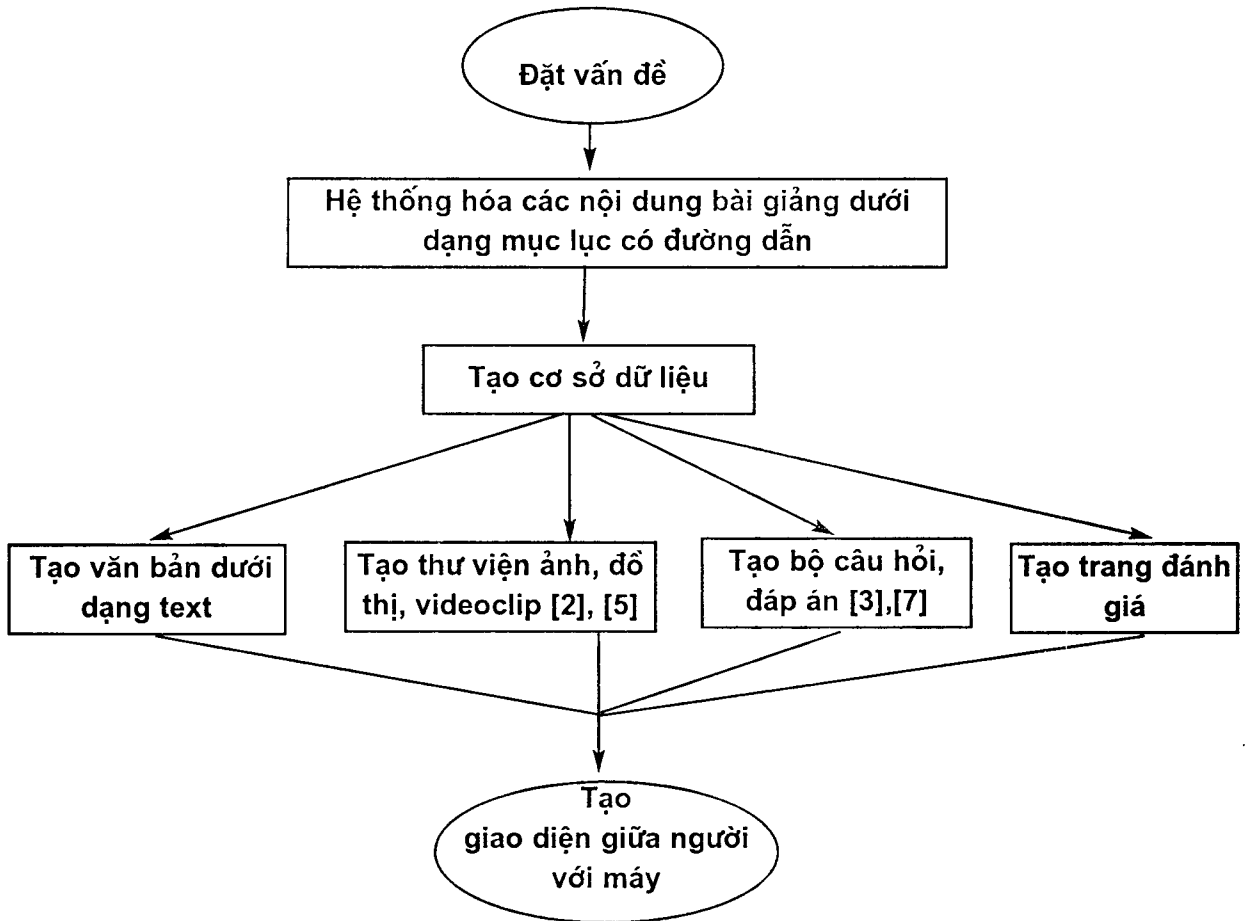 Đặt vấn đề
Hệ thống hóa các nội dung bài giảng dưới
dạng mục lục có đường dẫn
Tạo cơ sở dữ liệu
Tạo văn bản dưới
dạng text
Tạo thư viện ảnh, đồ
thị, videoclip [2], [5]
Tạo bộ câu hỏi,
đáp án [3],[7]
Tạo trang đánh
giá
Tạo
giao diện giữa người
với máy